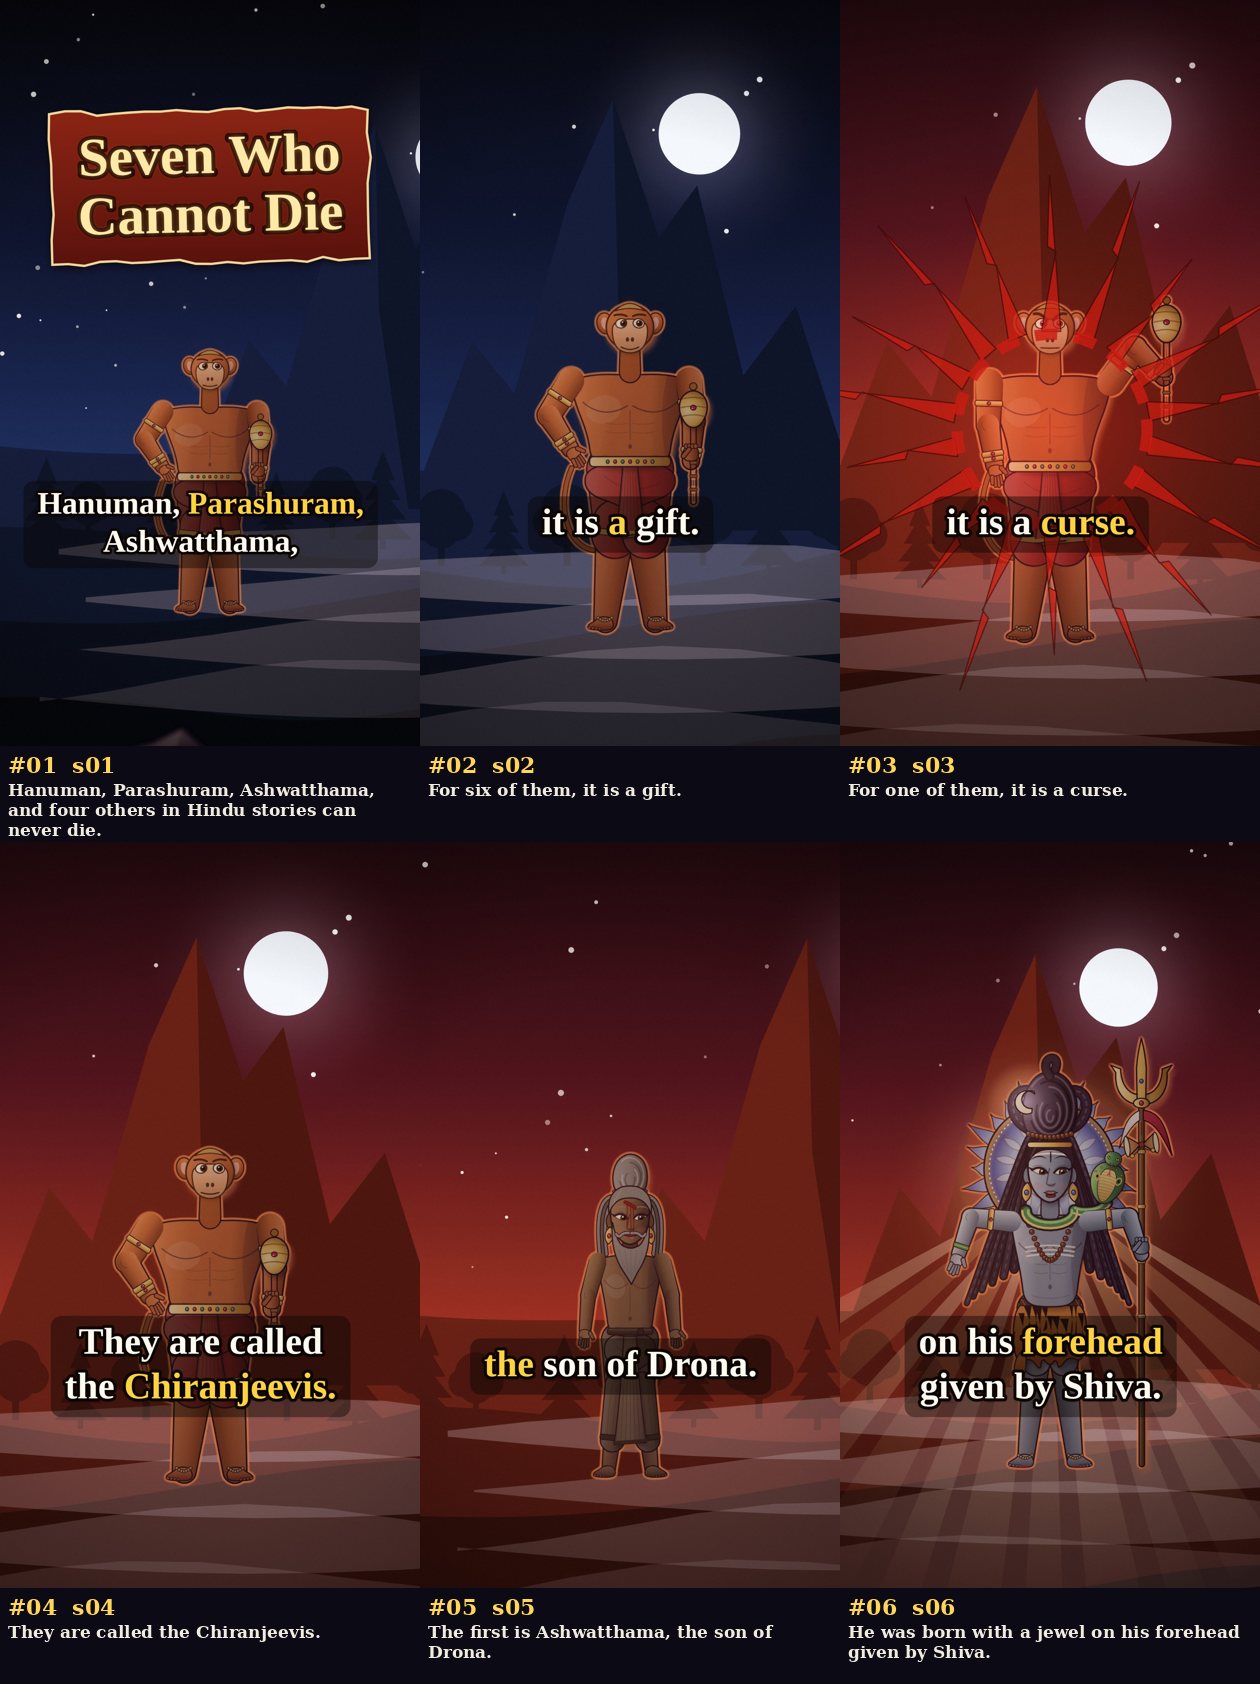 Seven Who
Cannot Die
Hanuman, Parashuram,
Ashwatthama,
#01 s01
Hanuman, Parashuram, Ashwatthama,
and four others in Hindu stories can
never die.
it is a gift.
#02 s02
For six of them, it is a gift.
it is a curse.
#03 s03
For one of them, it is a curse.
They are called
the Chiranjeevis.
#04 s04
They are called the Chiranjeevis.
the son of Drona.
#05 s05
The first is Ashwatthama, the son of
Drona.
on his forehead
given by Shiva.
#06 s06
He was born with a jewel on his forehead
given by Shiva.